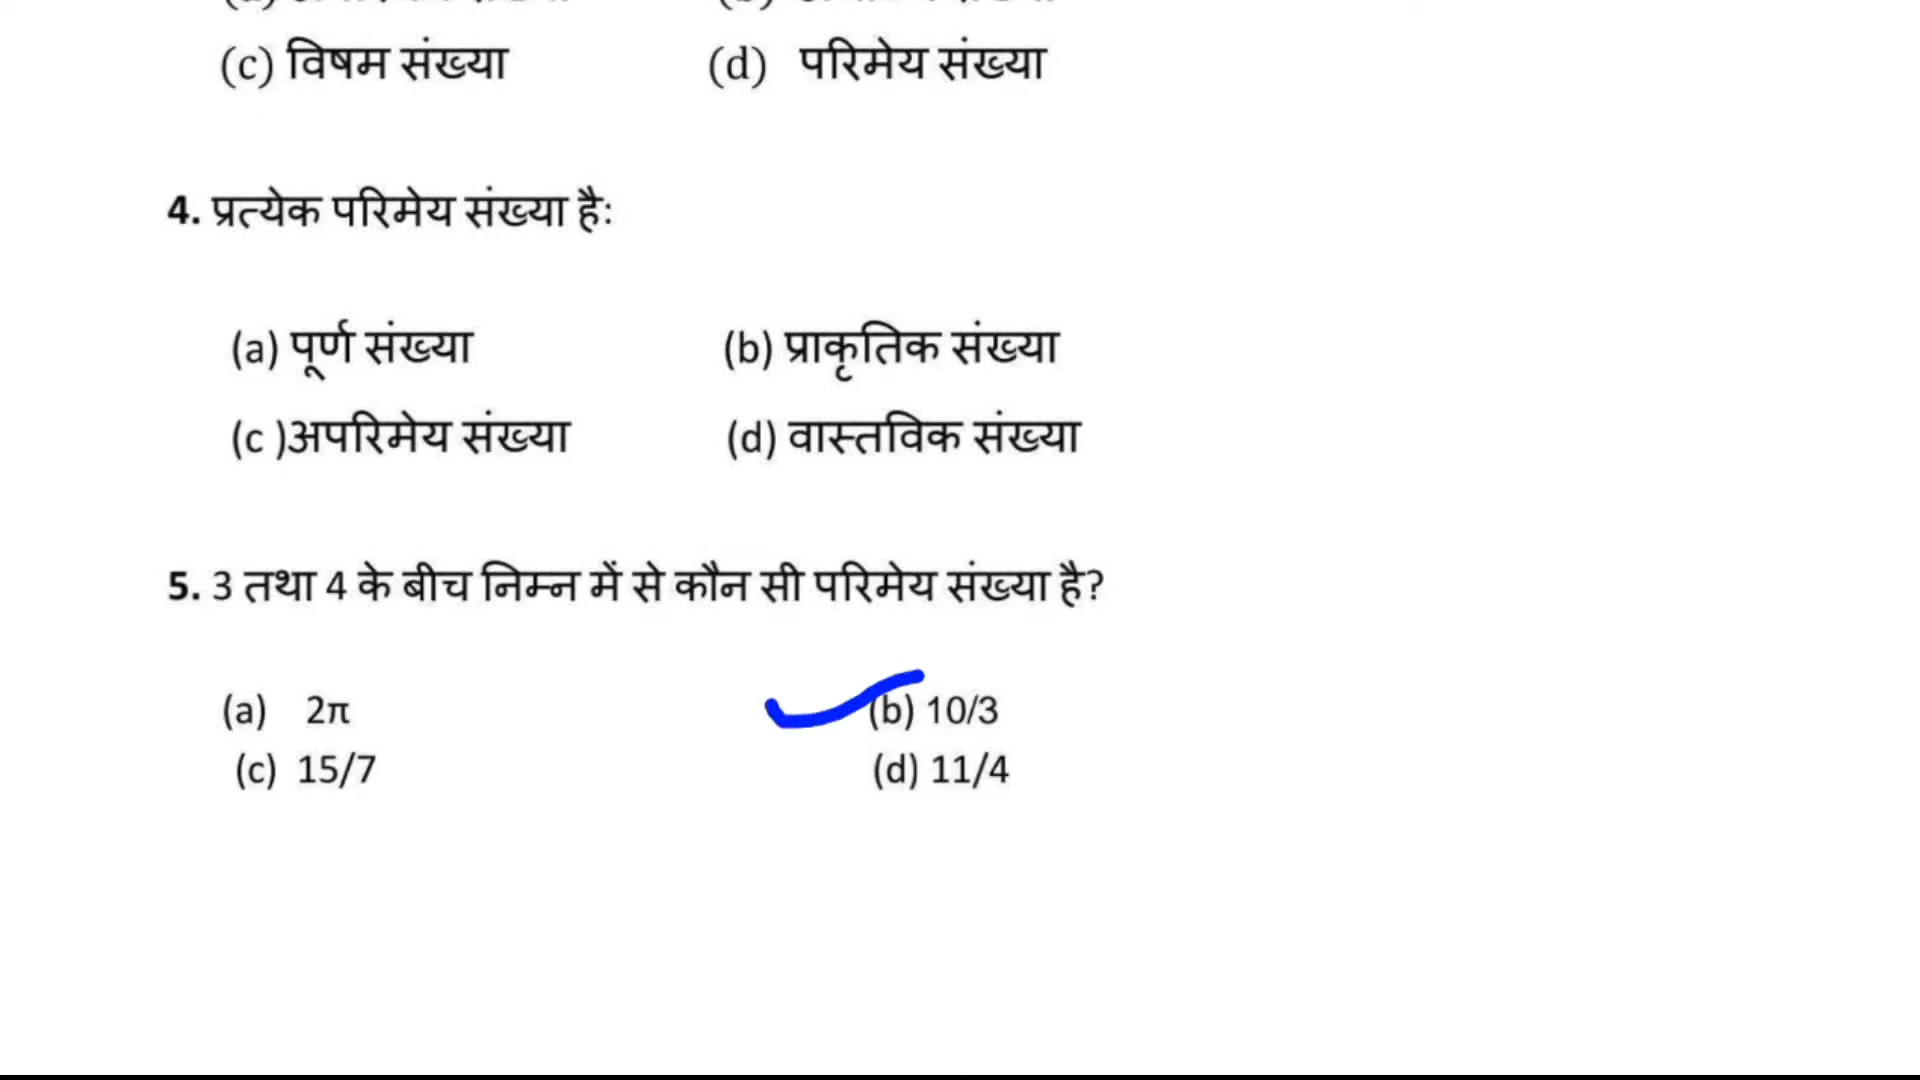 (c) विषम संख्या (d) परिमेय संख्या
4. प्रत्येक परिमेय संख्या है:
(a) पूर्ण संख्या (b) प्राकृतिक संख्या
(c )अपरिमेय संख्या (d) वास्तविक संख्या
5. 3 तथा 4 के बीच निम्न में से कौन सी परिमेय संख्या है?
(a) 2π (b) 10/3
(c) 15/7 (d) 11/4